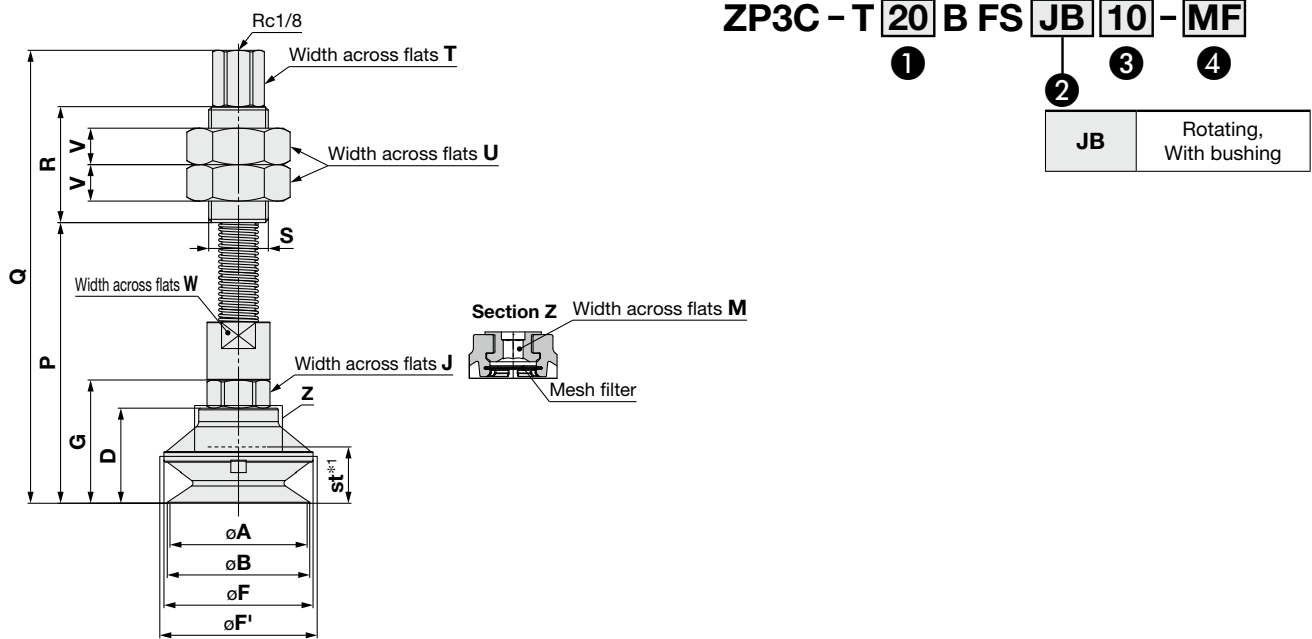 ZP3C – T 20 B FS JB 10 – MF
1
2
3
4
JB
Rotating,
With bushing
Rc1/8
Width across flats T
Width across flats U
V
V
R
S
Q
Width across flats W
P
Width across flats J
Z
G
D
st*1
øA
øB
øF
øF'
Section Z
Width across flats M
Mesh filter